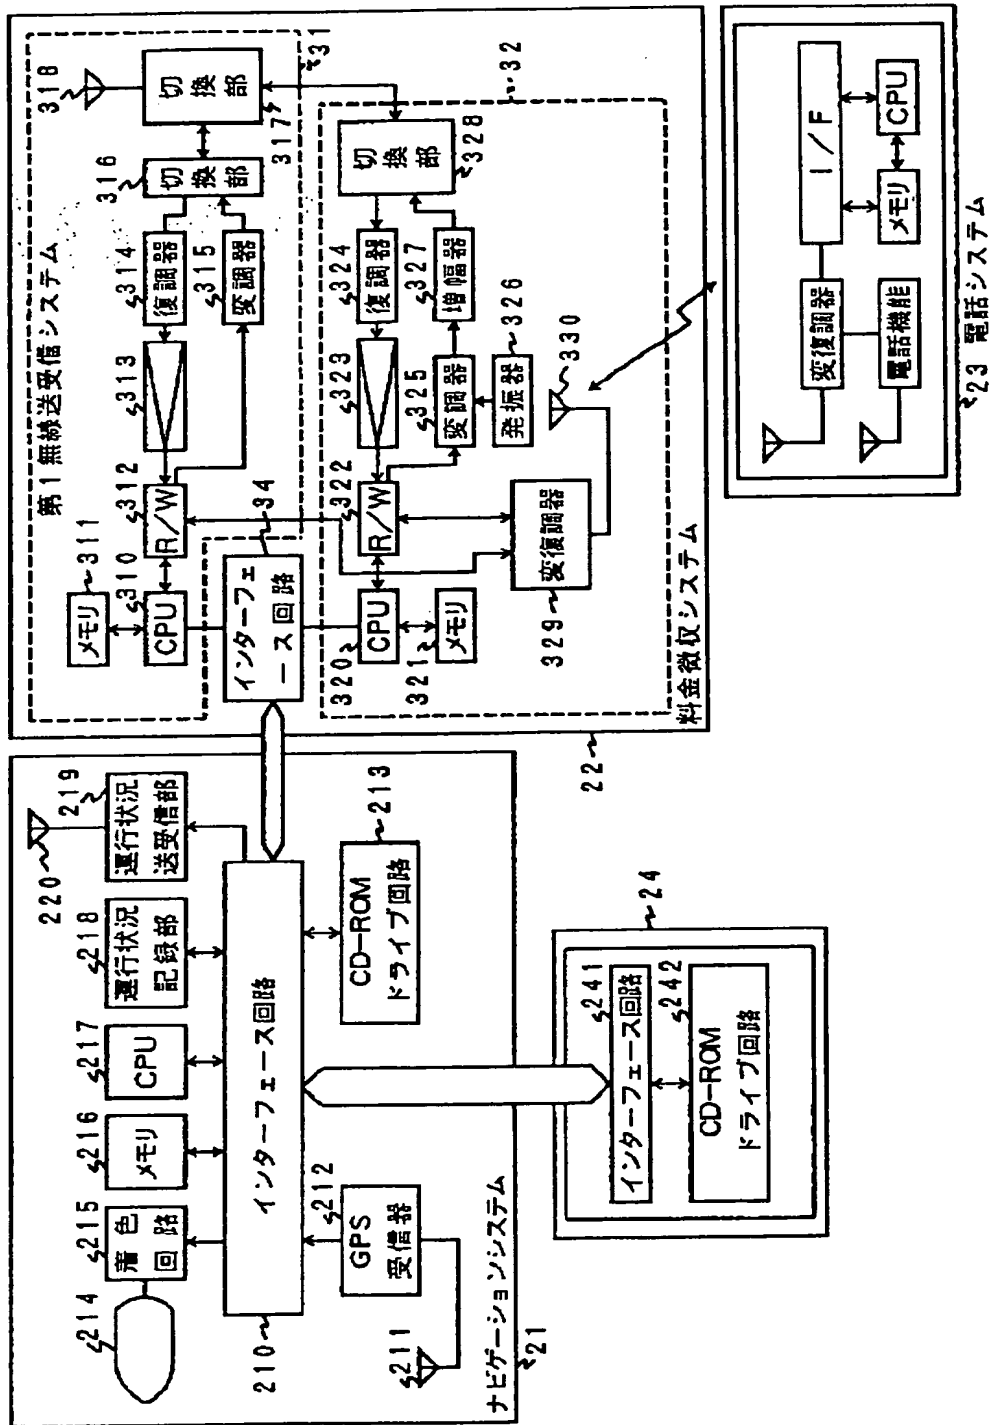 214
215
着色
回路
216
メモリ
217
CPU
218
運行状況
記録部
219
運行状況
送受信部
220
210
インターフェース回路
211
212
GPS
受信器
213
CD-ROM
ドライブ回路
ナビゲーションシステム
21
241
インターフェース回路
242
CD-ROM
ドライブ回路
24
第1無線送受信システム
311
メモリ
310
CPU
312
R/W
313
314
復調器
315
変調器
316
切換部
317
切換部
318
31
34
インターフェ
ース回路
320
CPU
321
メモリ
322
R/W
323
324
復調器
325
変調器
326
発振器
327
増幅器
328
切換部
32
329
変復調器
330
料金徴収システム
22
I/F
CPU
メモリ
変復調器
電話機能
23 電話システム